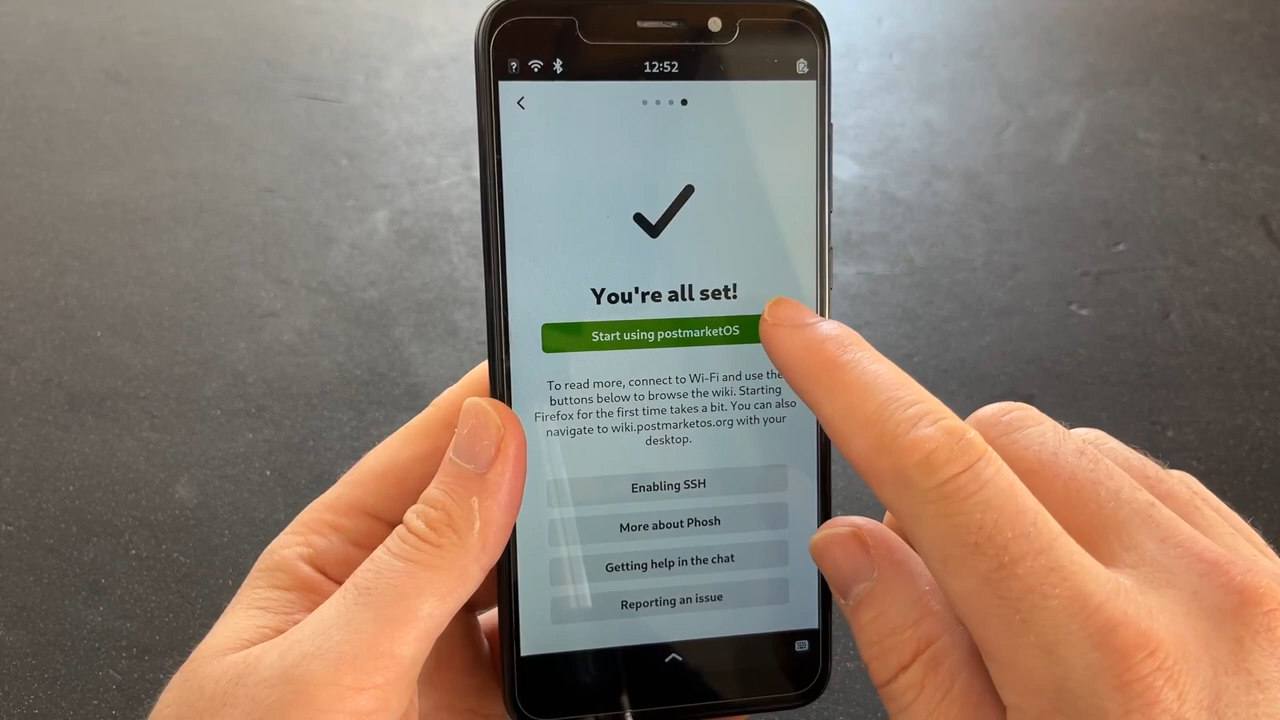 12:52
You're all set!
Start using postmarketOS
To read more, connect to Wi-Fi and use the
buttons below to browse the wiki. Starting
Firefox for the first time takes a bit. You can also
navigate to wiki.postmarketos.org with your
desktop.
Enabling SSH
More about Phosh
Getting help in the chat
Reporting an issue